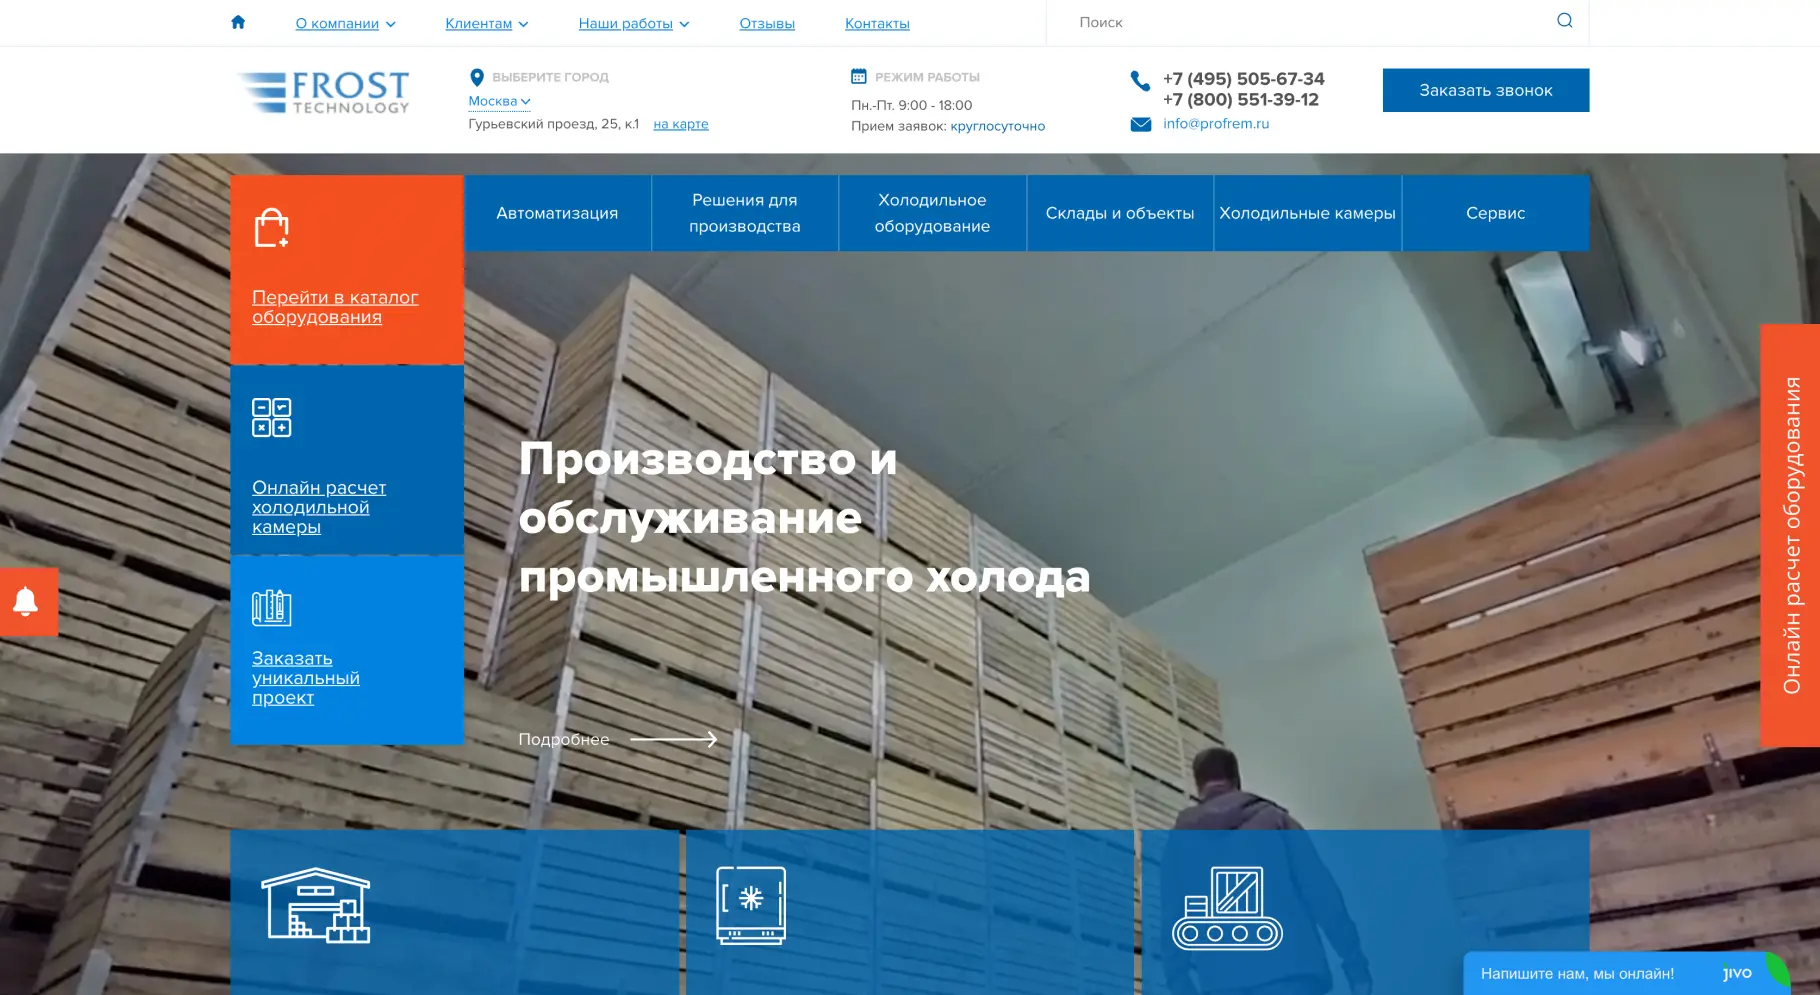 О компании
Клиентам
Наши работы
Отзывы
Контакты
Поиск
FROST
TECHNOLOGY
ВЫБЕРИТЕ ГОРОД
Москва
Гурьевский проезд, 25, к.1 на карте
РЕЖИМ РАБОТЫ
Пн.-Пт. 9:00 - 18:00
Прием заявок: круглосуточно
+7 (495) 505-67-34
+7 (800) 551-39-12
info@profrem.ru
Заказать звонок
Перейти в каталог
оборудования
Автоматизация
Решения для
производства
Холодильное
оборудование
Склады и объекты
Холодильные камеры
Сервис
Онлайн расчет
холодильной
камеры
Заказать
уникальный
проект
Производство и
обслуживание
промышленного холода
Подробнее
Онлайн расчет оборудования
Напишите нам, мы онлайн!
jivo